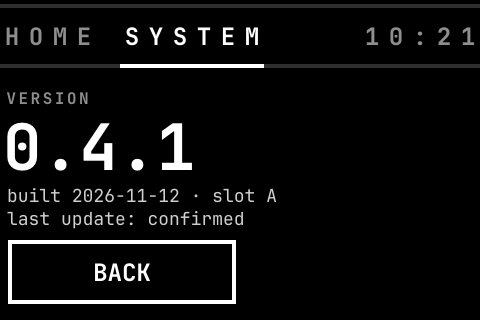 HOME SYSTEM 10:21
VERSION
0.4.1
built 2026-11-12 · slot A
last update: confirmed
BACK